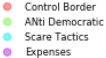 Control Border
ANti Democratic
Scare Tactics
Expenses